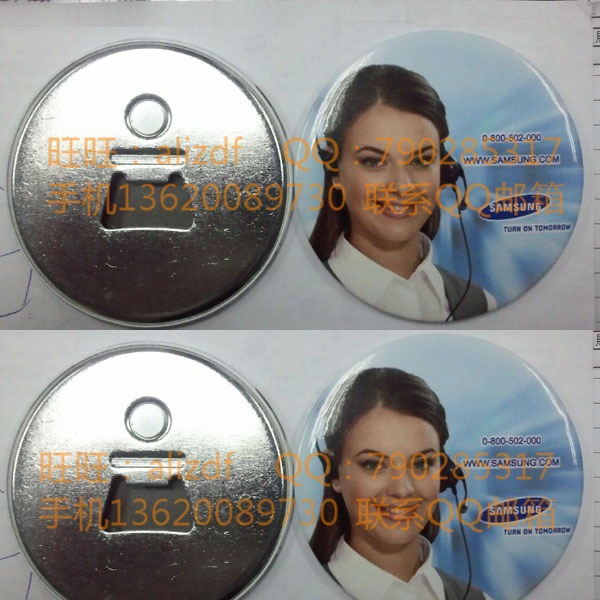 0-800-502-000
WWW.SAMSUNG.COM
SAMSUNG
TURN ON TOMORROW
旺旺：alizdf QQ：790285317
手机13620089730 联系QQ邮箱
0-800-502-000
WWW.SAMSUNG.COM
SAMSUNG
TURN ON TOMORROW
旺旺：alizdf QQ：790285317
手机13620089730 联系QQ邮箱